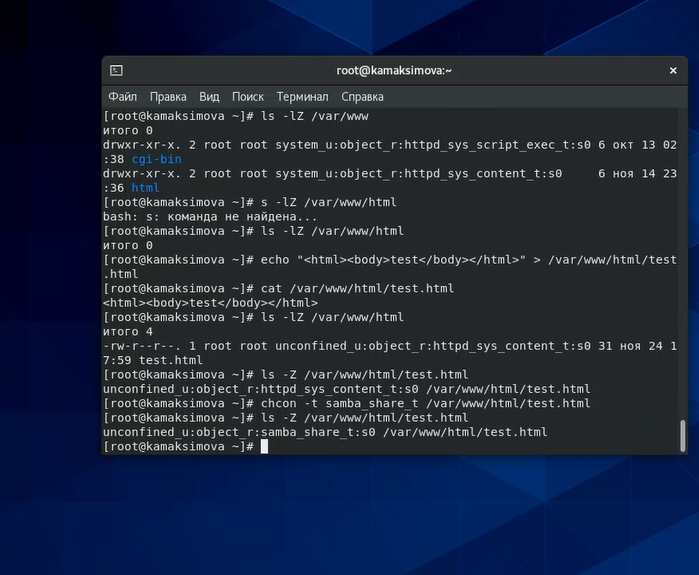 root@kamaksimova:~
Файл Правка Вид Поиск Терминал Справка
[root@kamaksimova ~]# ls -lZ /var/www
итого 0
drwxr-xr-x. 2 root root system_u:object_r:httpd_sys_script_exec_t:s0 6 окт 13 02
:38 cgi-bin
drwxr-xr-x. 2 root root system_u:object_r:httpd_sys_content_t:s0     6 ноя 14 23
:36 html
[root@kamaksimova ~]# s -lZ /var/www/html
bash: s: команда не найдена...
[root@kamaksimova ~]# ls -lZ /var/www/html
итого 0
[root@kamaksimova ~]# echo "<html><body>test</body></html>" > /var/www/html/test
.html
[root@kamaksimova ~]# cat /var/www/html/test.html
<html><body>test</body></html>
[root@kamaksimova ~]# ls -lZ /var/www/html
итого 4
-rw-r--r--. 1 root root unconfined_u:object_r:httpd_sys_content_t:s0 31 ноя 24 1
7:59 test.html
[root@kamaksimova ~]# ls -Z /var/www/html/test.html
unconfined_u:object_r:httpd_sys_content_t:s0 /var/www/html/test.html
[root@kamaksimova ~]# chcon -t samba_share_t /var/www/html/test.html
[root@kamaksimova ~]# ls -Z /var/www/html/test.html
unconfined_u:object_r:samba_share_t:s0 /var/www/html/test.html
[root@kamaksimova ~]#